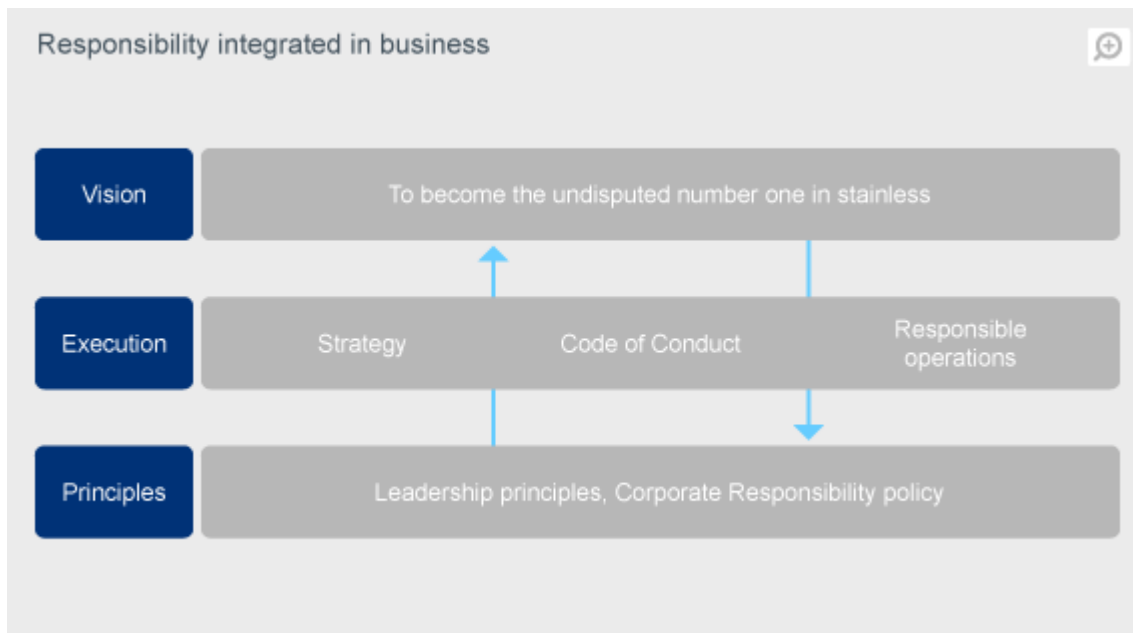 Responsibility integrated in business
Vision
To become the undisputed number one in stainless
Execution
Strategy
Code of Conduct
Responsible
operations
Principles
Leadership principles, Corporate Responsibility policy